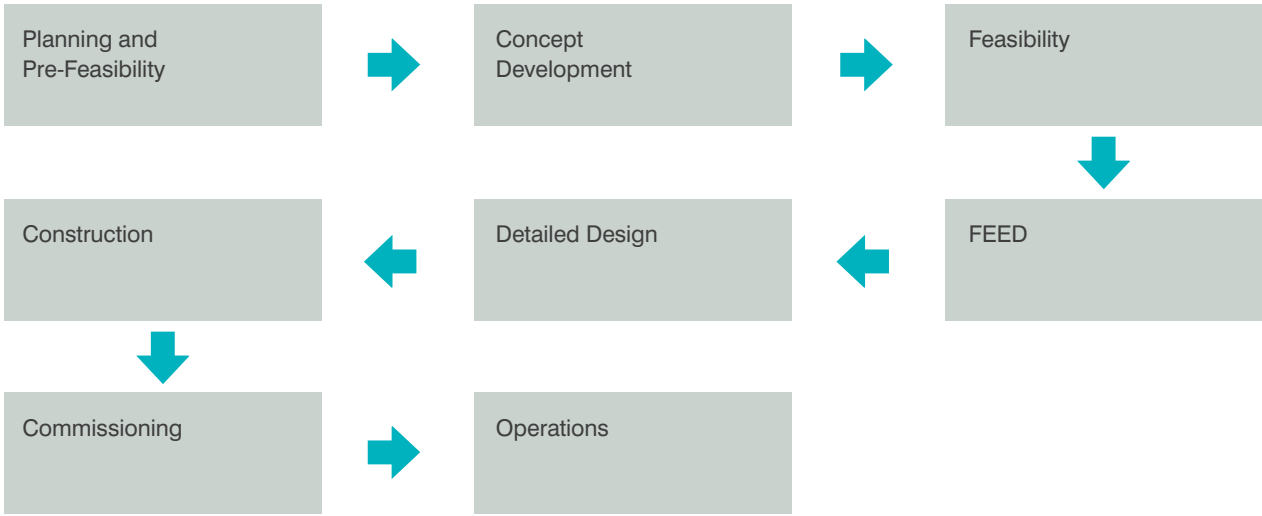 Planning and
Pre-Feasibility
Concept
Development
Feasibility
FEED
Detailed Design
Construction
Commissioning
Operations